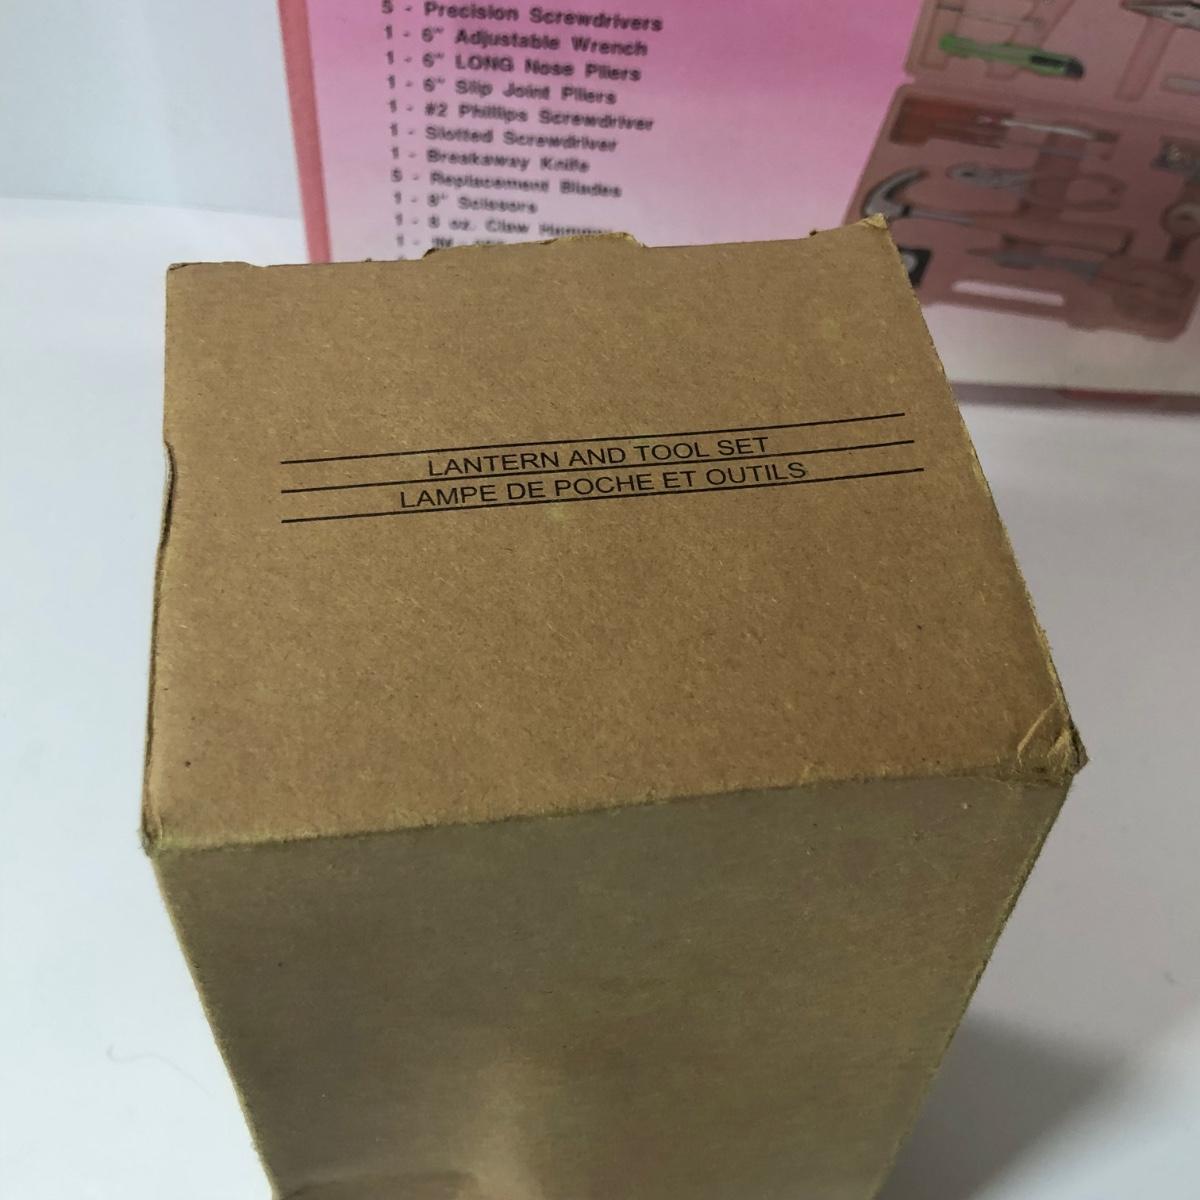 5 - Precision Screwdrivers
1 - 6" Adjustable Wrench
1 - 6" LONG Nose Pliers
1 - 6" Slip Joint Pliers
1 - #2 Phillips Screwdriver
1 - Slotted Screwdriver
1 - Breakaway Knife
5 - Replacement Blades
1 - 8" Scissors
1 - 8 oz. Claw Hammer
1 -
LANTERN AND TOOL SET
LAMPE DE POCHE ET OUTILS